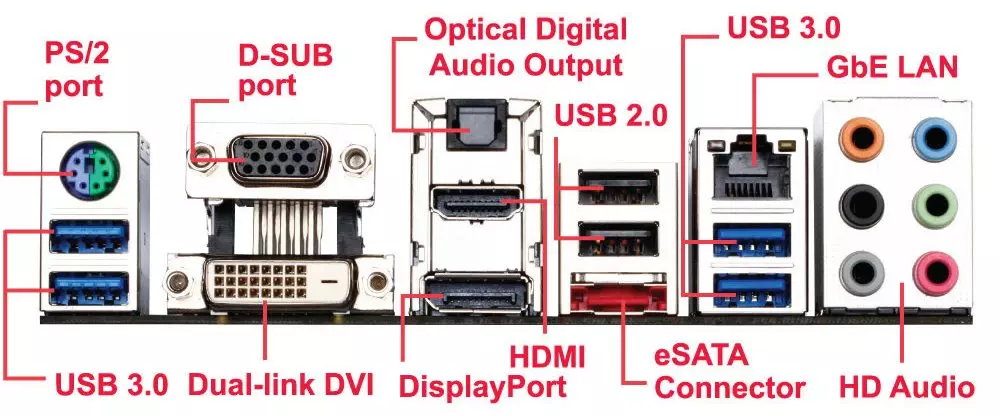 PS/2
port
D-SUB
port
Optical Digital
Audio Output
USB 2.0
USB 3.0
GbE LAN
USB 3.0
Dual-link DVI
DisplayPort
HDMI
eSATA
Connector
HD Audio